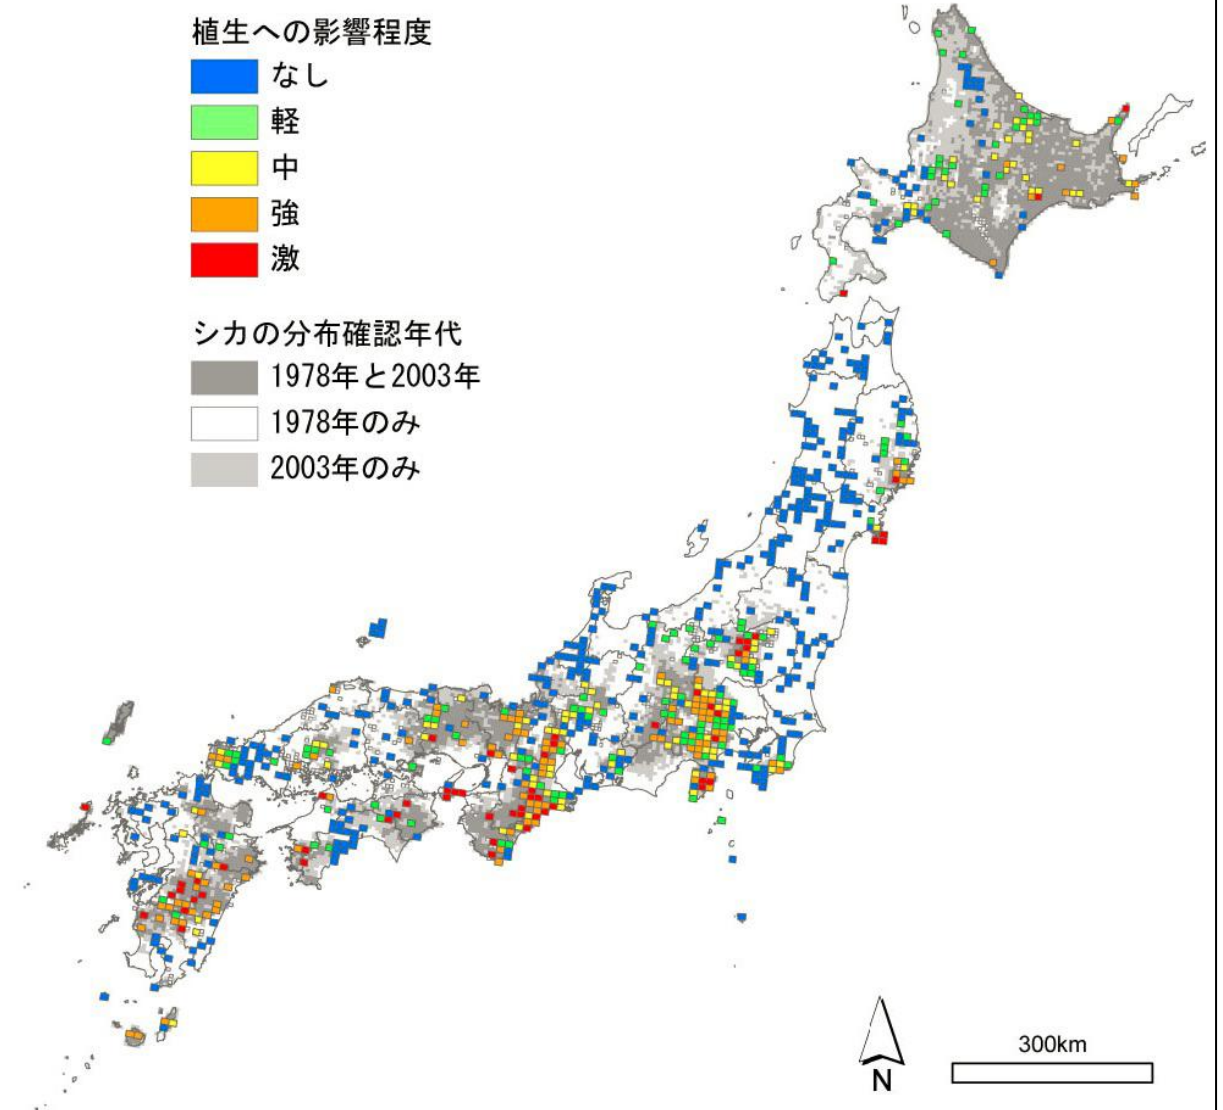 植生への影響程度
なし
軽
中
強
激
シカの分布確認年代
1978年と2003年
1978年のみ
2003年のみ
300km
N